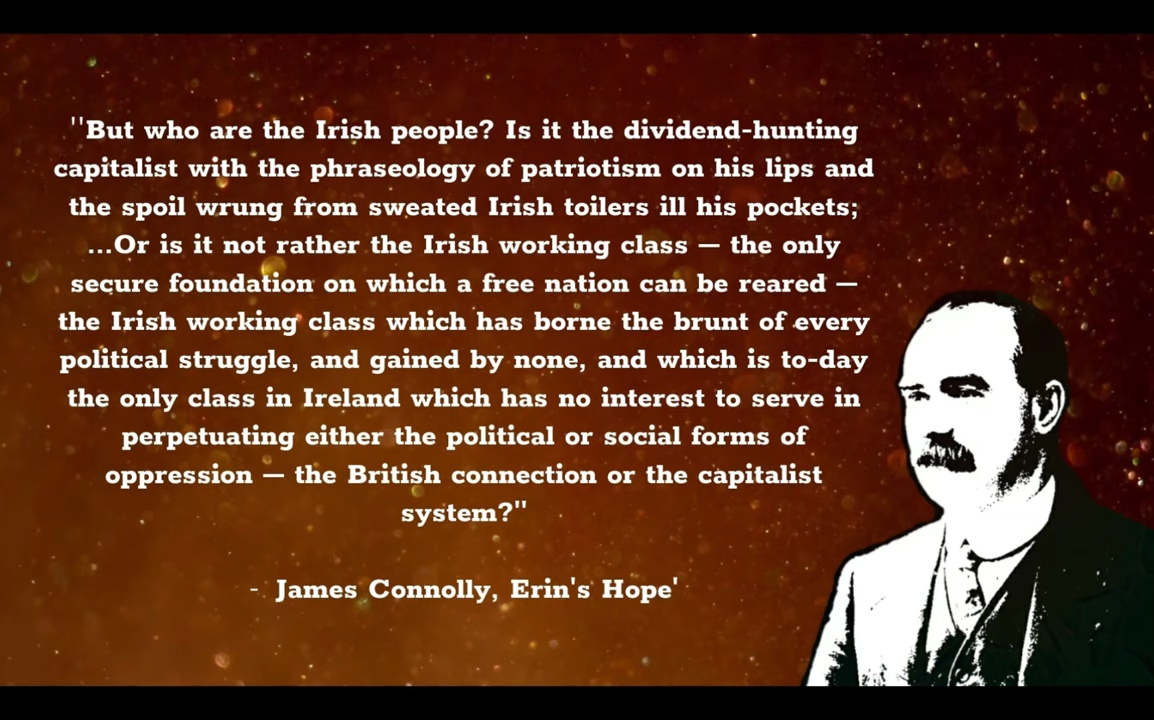 "But who are the Irish people? Is it the dividend-hunting
capitalist with the phraseology of patriotism on his lips and
the spoil wrung from sweated Irish toilers ill his pockets;
...Or is it not rather the Irish working class — the only
secure foundation on which a free nation can be reared —
the Irish working class which has borne the brunt of every
political struggle, and gained by none, and which is to-day
the only class in Ireland which has no interest to serve in
perpetuating either the political or social forms of
oppression — the British connection or the capitalist
system?"
- James Connolly, Erin's Hope'